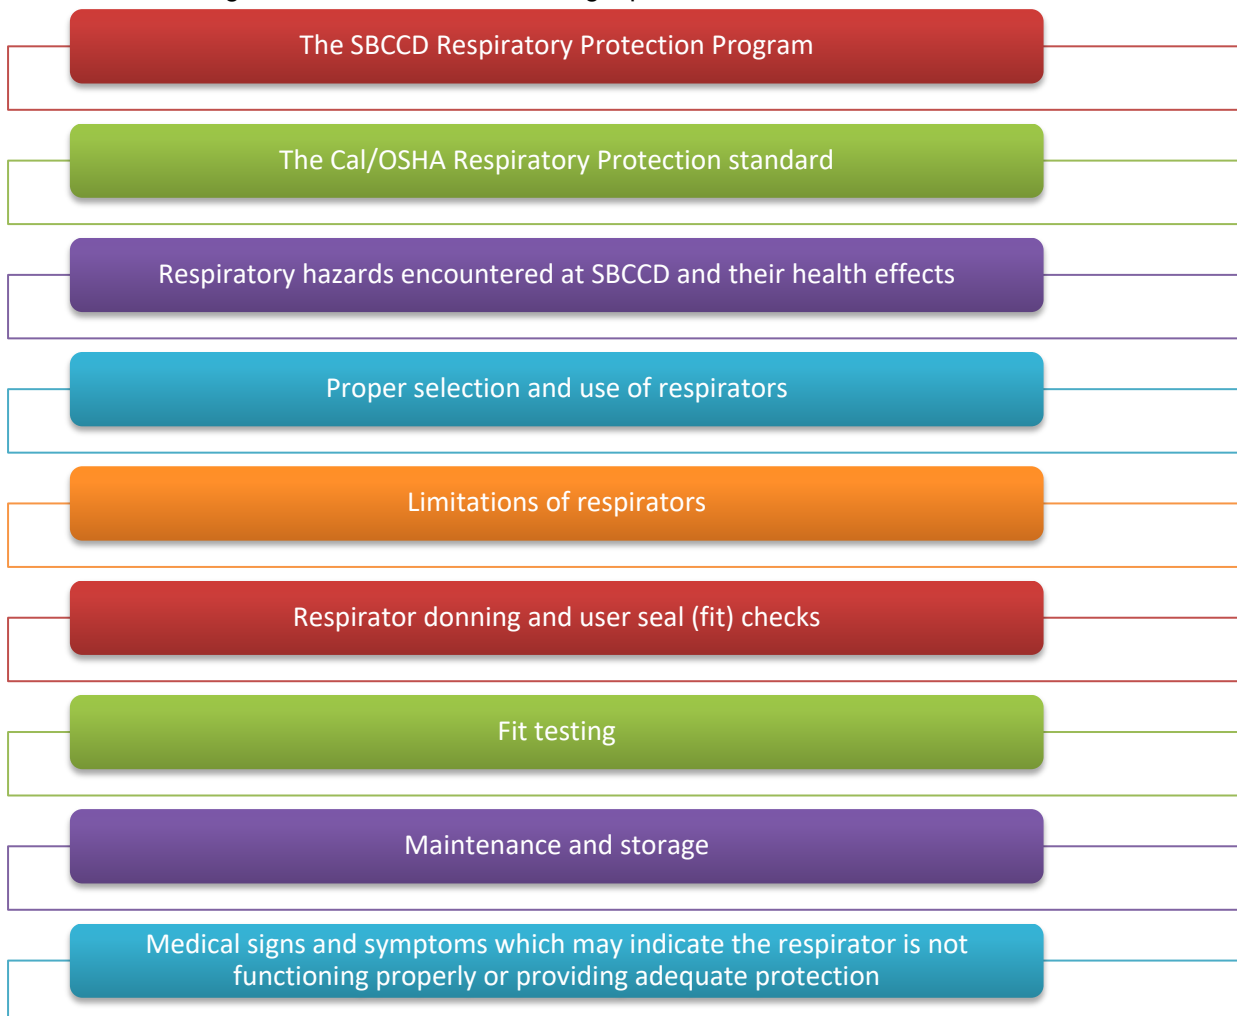 The SBCCD Respiratory Protection Program
The Cal/OSHA Respiratory Protection standard
Respiratory hazards encountered at SBCCD and their health effects
Proper selection and use of respirators
Limitations of respirators
Respirator donning and user seal (fit) checks
Fit testing
Maintenance and storage
Medical signs and symptoms which may indicate the respirator is not
functioning properly or providing adequate protection